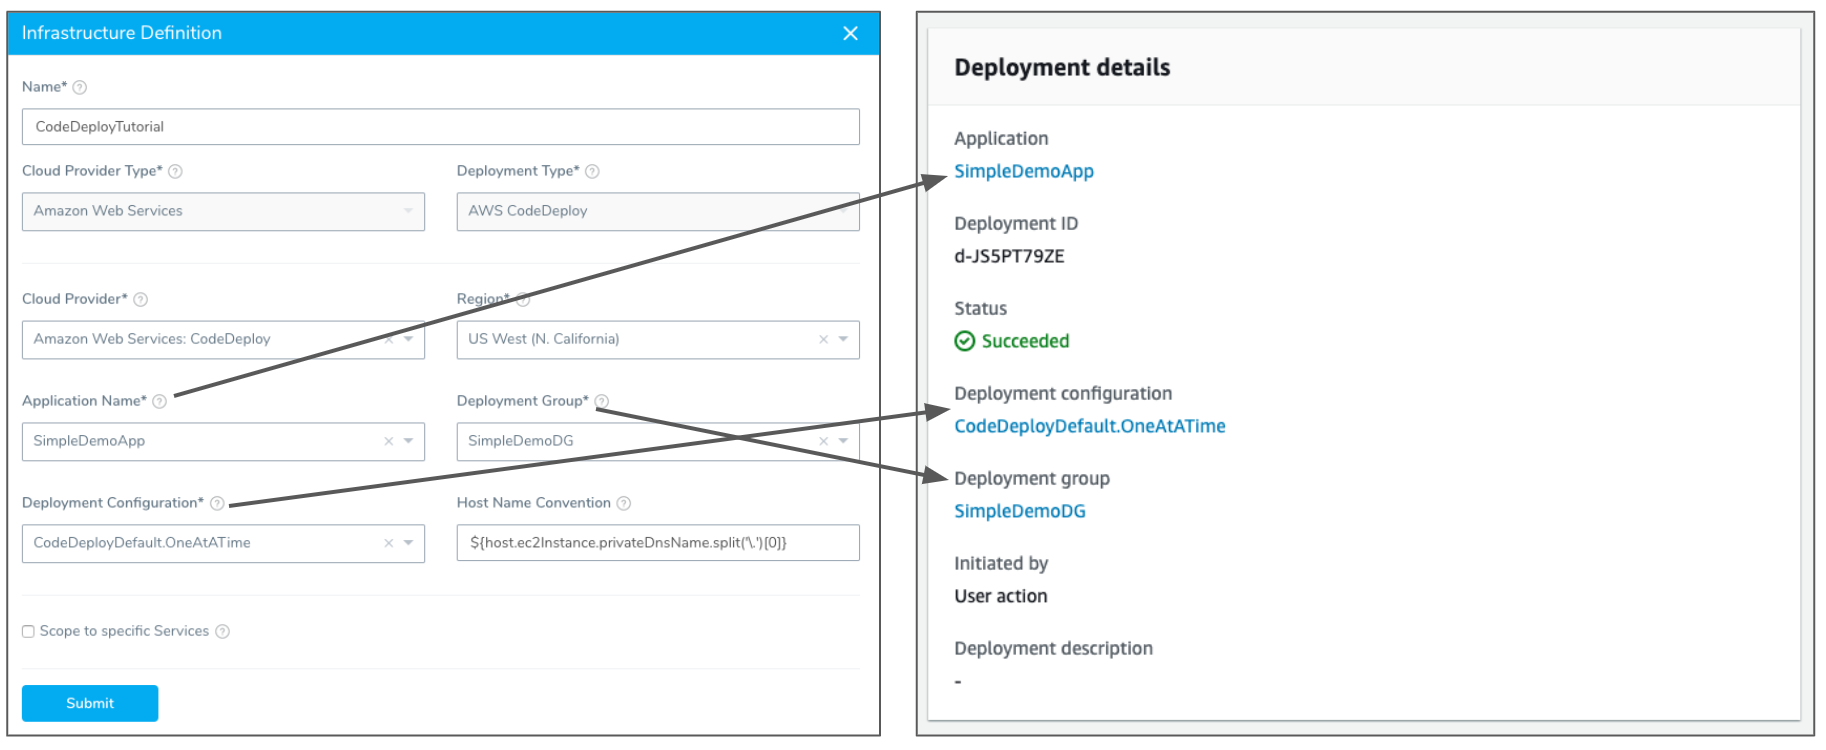 Infrastructure Definition
Name*
CodeDeployTutorial
Cloud Provider Type*
Deployment Type*
Amazon Web Services
AWS CodeDeploy
Cloud Provider*
Region*
Amazon Web Services: CodeDeploy
US West (N. California)
Application Name*
Deployment Group*
SimpleDemoApp
SimpleDemoDG
Deployment Configuration*
Host Name Convention
CodeDeployDefault.OneAtATime
${host.ec2Instance.privateDnsName.split('\.')[0]}
Scope to specific Services
Submit
Deployment details
Application
SimpleDemoApp
Deployment ID
d-JS5PT79ZE
Status
Succeeded
Deployment configuration
CodeDeployDefault.OneAtATime
Deployment group
SimpleDemoDG
Initiated by
User action
Deployment description
-